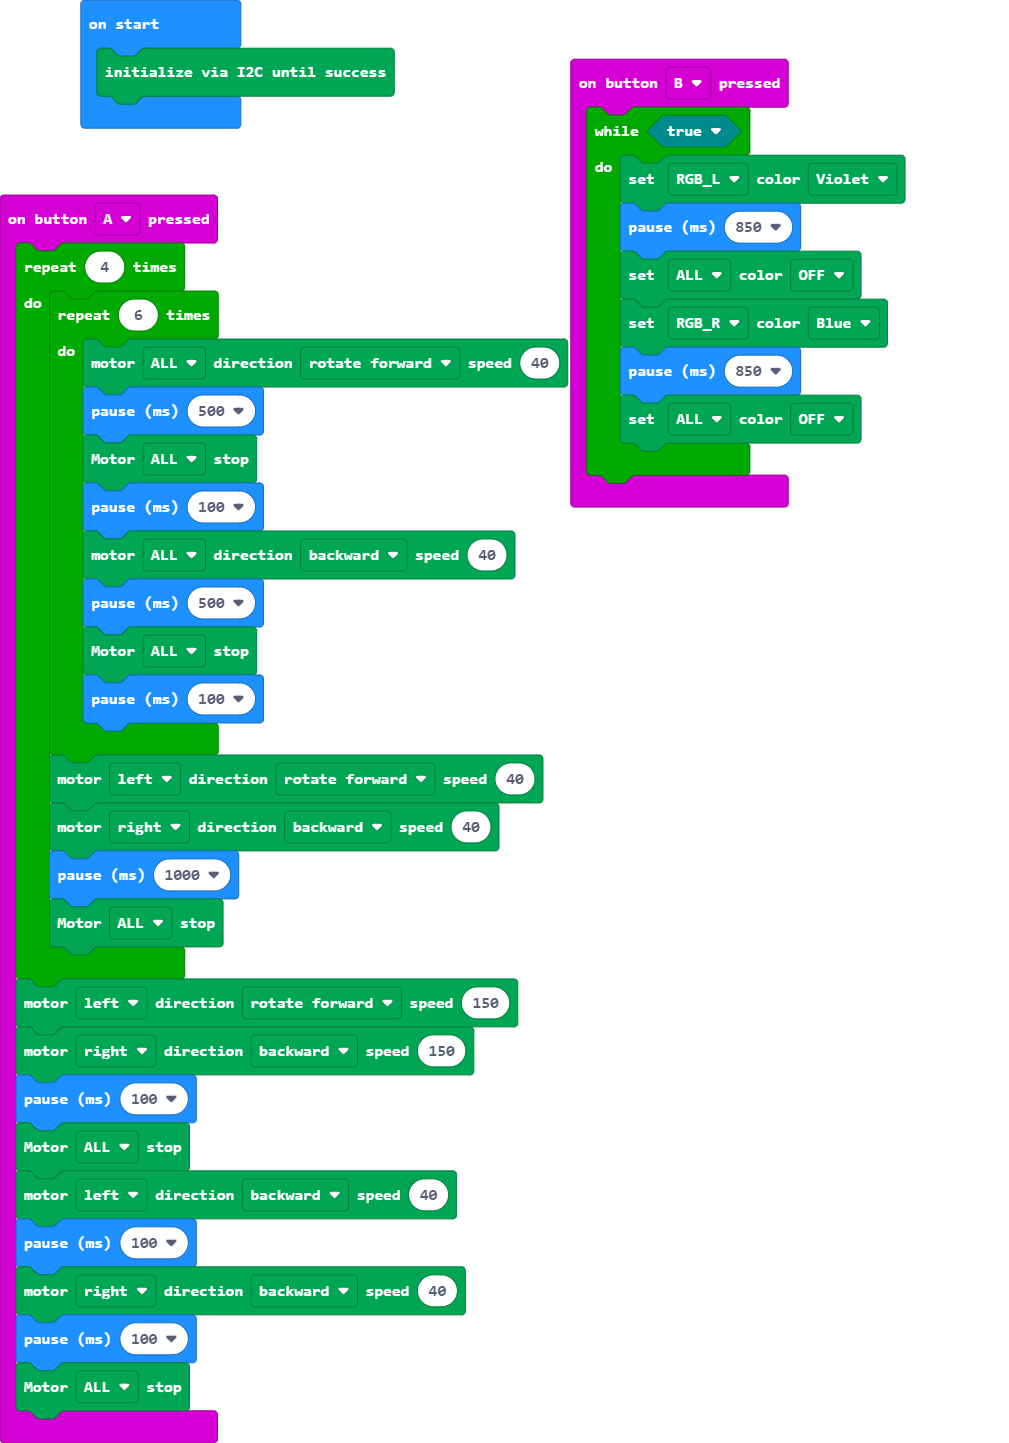 on start
initialize via I2C until success
on button A pressed
repeat 4 times
do
repeat 6 times
do
motor ALL direction rotate forward speed 40
pause (ms) 500
Motor ALL stop
pause (ms) 100
motor ALL direction backward speed 40
pause (ms) 500
Motor ALL stop
pause (ms) 100
motor left direction rotate forward speed 40
motor right direction backward speed 40
pause (ms) 1000
Motor ALL stop
motor left direction rotate forward speed 150
motor right direction backward speed 150
pause (ms) 100
Motor ALL stop
motor left direction backward speed 40
pause (ms) 100
motor right direction backward speed 40
pause (ms) 100
Motor ALL stop
on button B pressed
while true
do
set RGB_L color Violet
pause (ms) 850
set ALL color OFF
set RGB_R color Blue
pause (ms) 850
set ALL color OFF